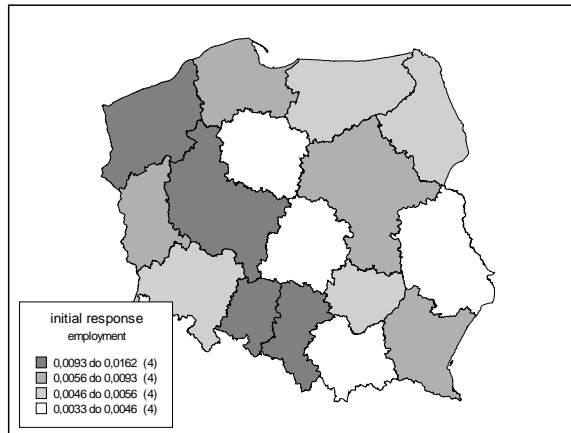 initial response
employment
0,0093 do 0,0162 (4)
0,0056 do 0,0093 (4)
0,0046 do 0,0056 (4)
0,0033 do 0,0046 (4)